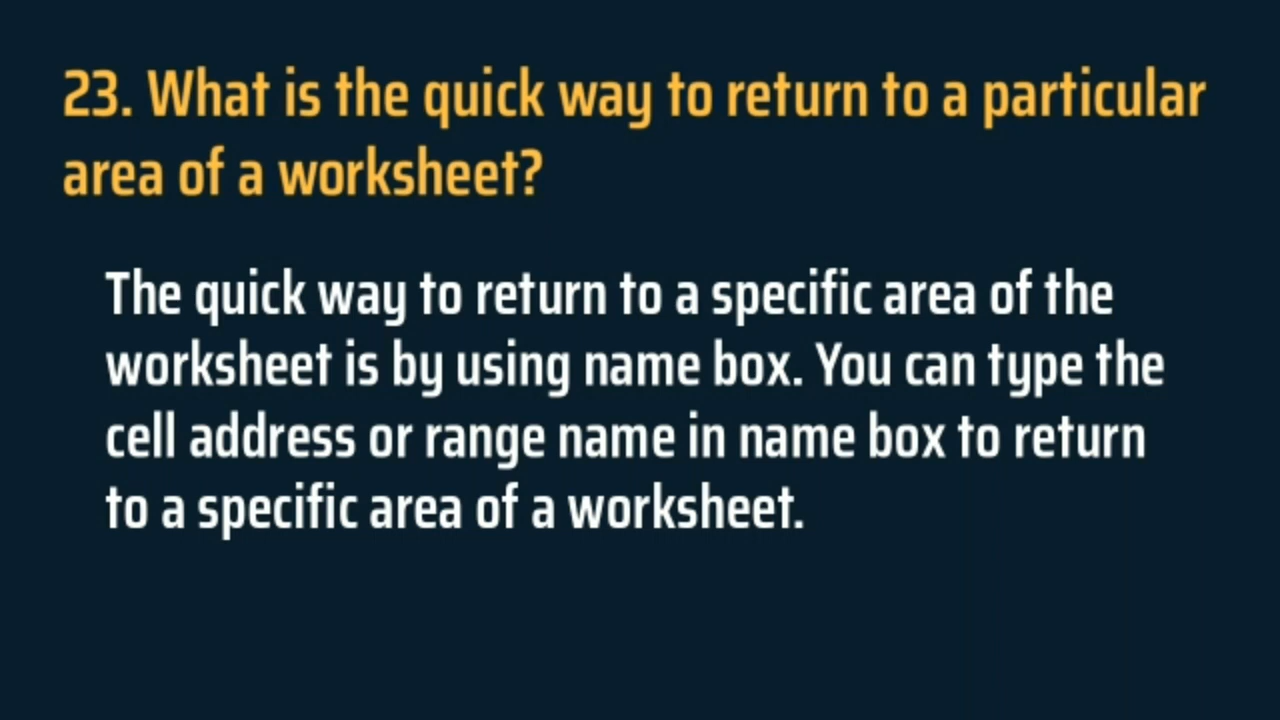 23. What is the quick way to return to a particular
area of a worksheet?
The quick way to return to a specific area of the
worksheet is by using name box. You can type the
cell address or range name in name box to return
to a specific area of a worksheet.